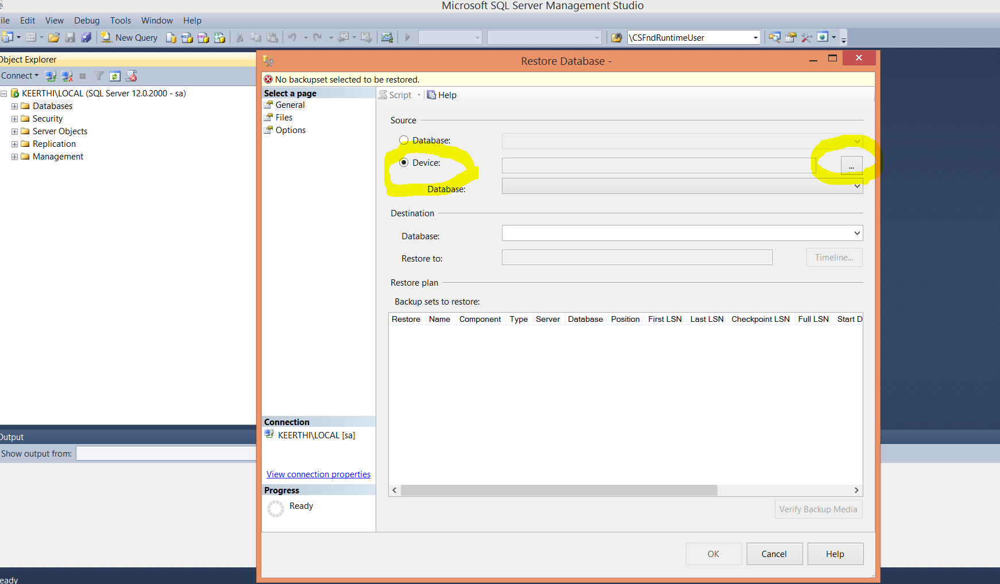 Microsoft SQL Server Management Studio
ile Edit View Debug Tools Window Help
New Query
\CSFndRuntimeUser
Object Explorer
Connect
KEERTHI\LOCAL (SQL Server 12.0.2000 - sa)
Databases
Security
Server Objects
Replication
Management
Output
Show output from:
eady
Restore Database -
No backupset selected to be restored.
Select a page
General
Files
Options
Connection
KEERTHI\LOCAL [sa]
View connection properties
Progress
Ready
Script Help
Source
Database:
Device:
...
Database:
Destination
Database:
Restore to:
Timeline...
Restore plan
Backup sets to restore:
Restore Name Component Type Server Database Position First LSN Last LSN Checkpoint LSN Full LSN Start D
Verify Backup Media
OK Cancel Help